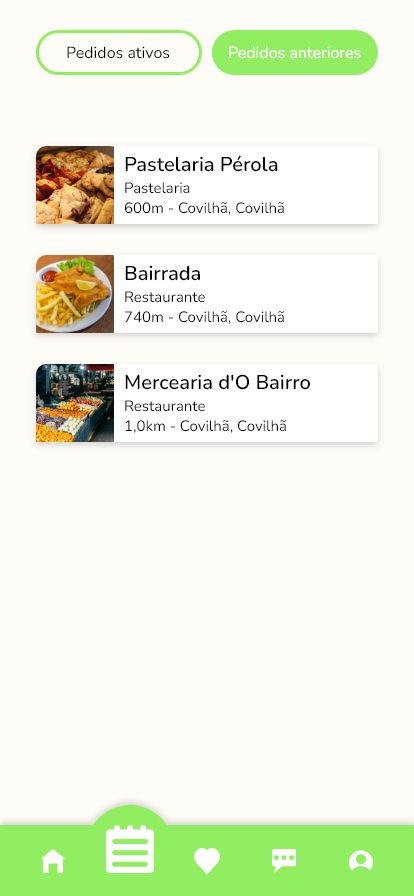 Pedidos ativos
Pedidos anteriores
Pastelaria Pérola
Pastelaria
600m - Covilhã, Covilhã
Bairrada
Restaurante
740m - Covilhã, Covilhã
Mercearia d'O Bairro
Restaurante
1,0km - Covilhã, Covilhã